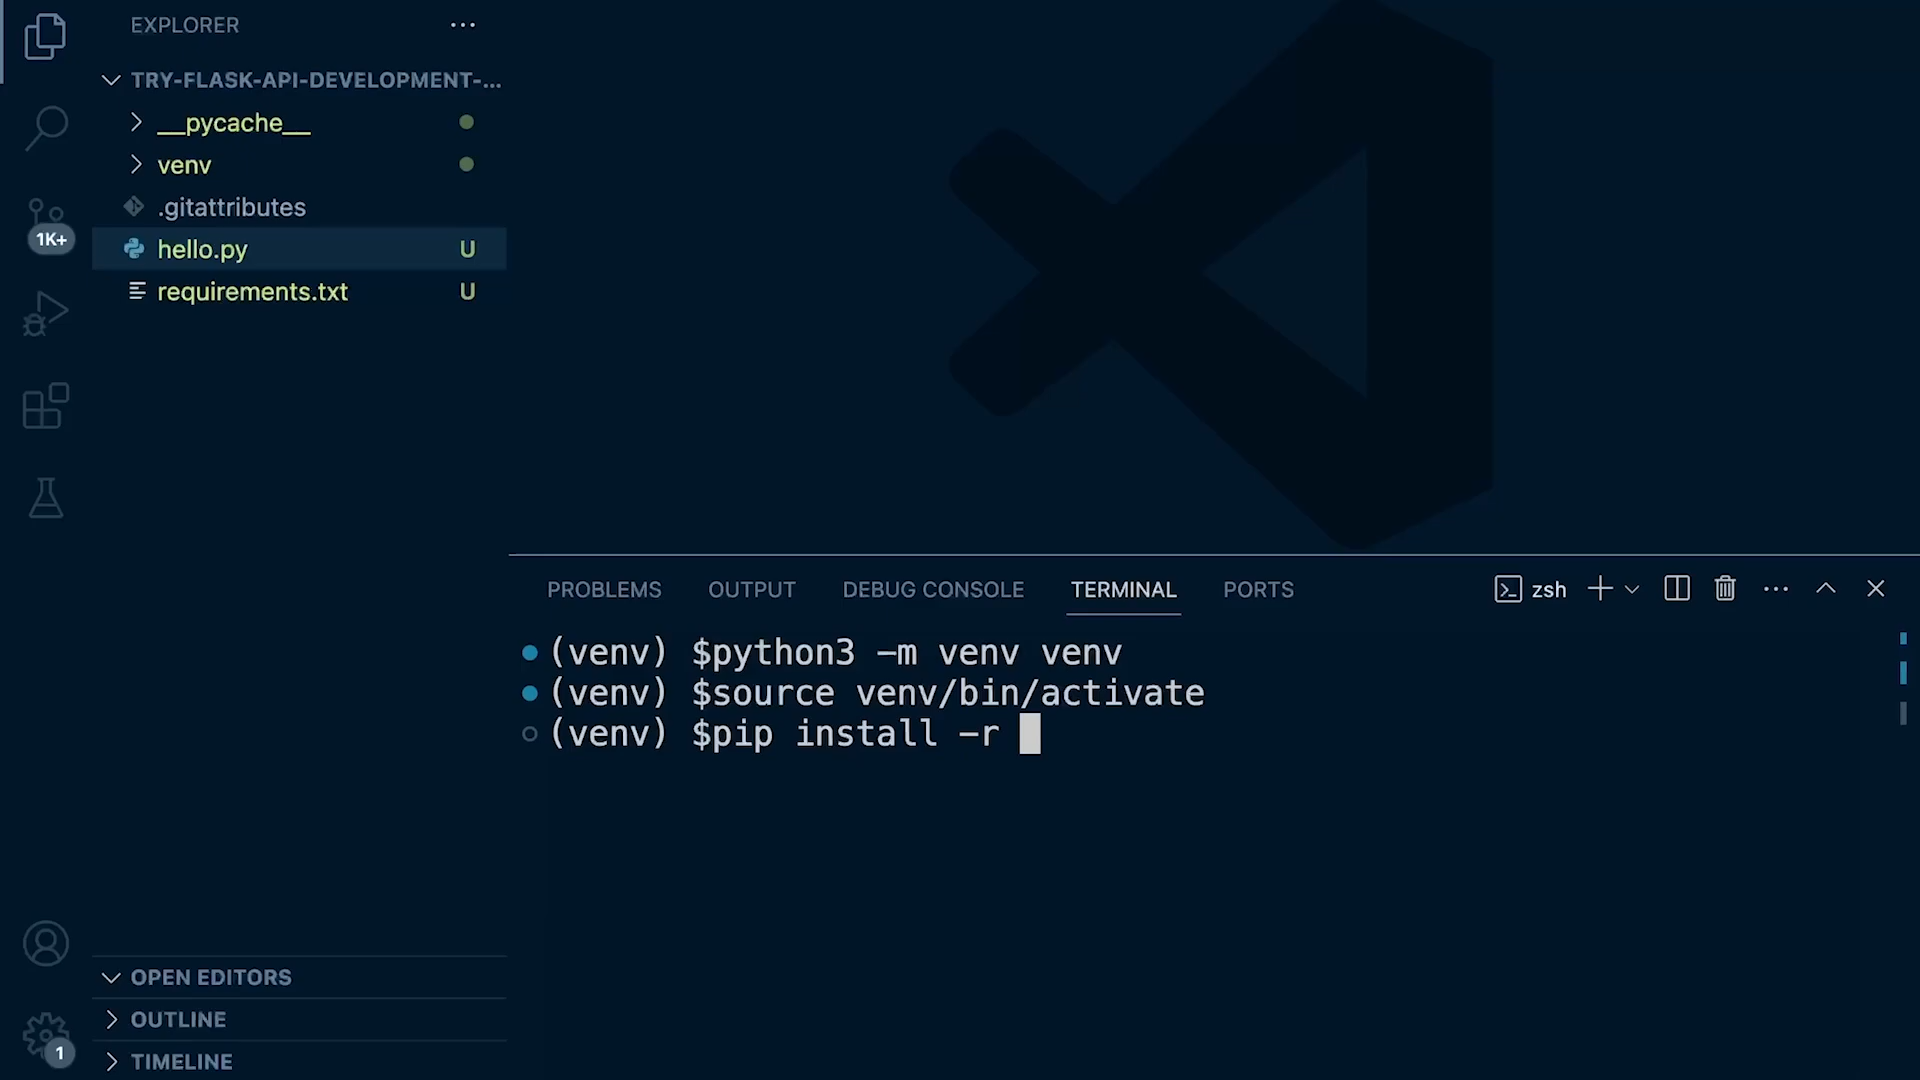 EXPLORER
TRY-FLASK-API-DEVELOPMENT-...
__pycache__
venv
.gitattributes
1K+
hello.py U
requirements.txt U
PROBLEMS OUTPUT DEBUG CONSOLE TERMINAL PORTS zsh
(venv) $python3 -m venv venv
(venv) $source venv/bin/activate
(venv) $pip install -r
OPEN EDITORS
OUTLINE
1
TIMELINE